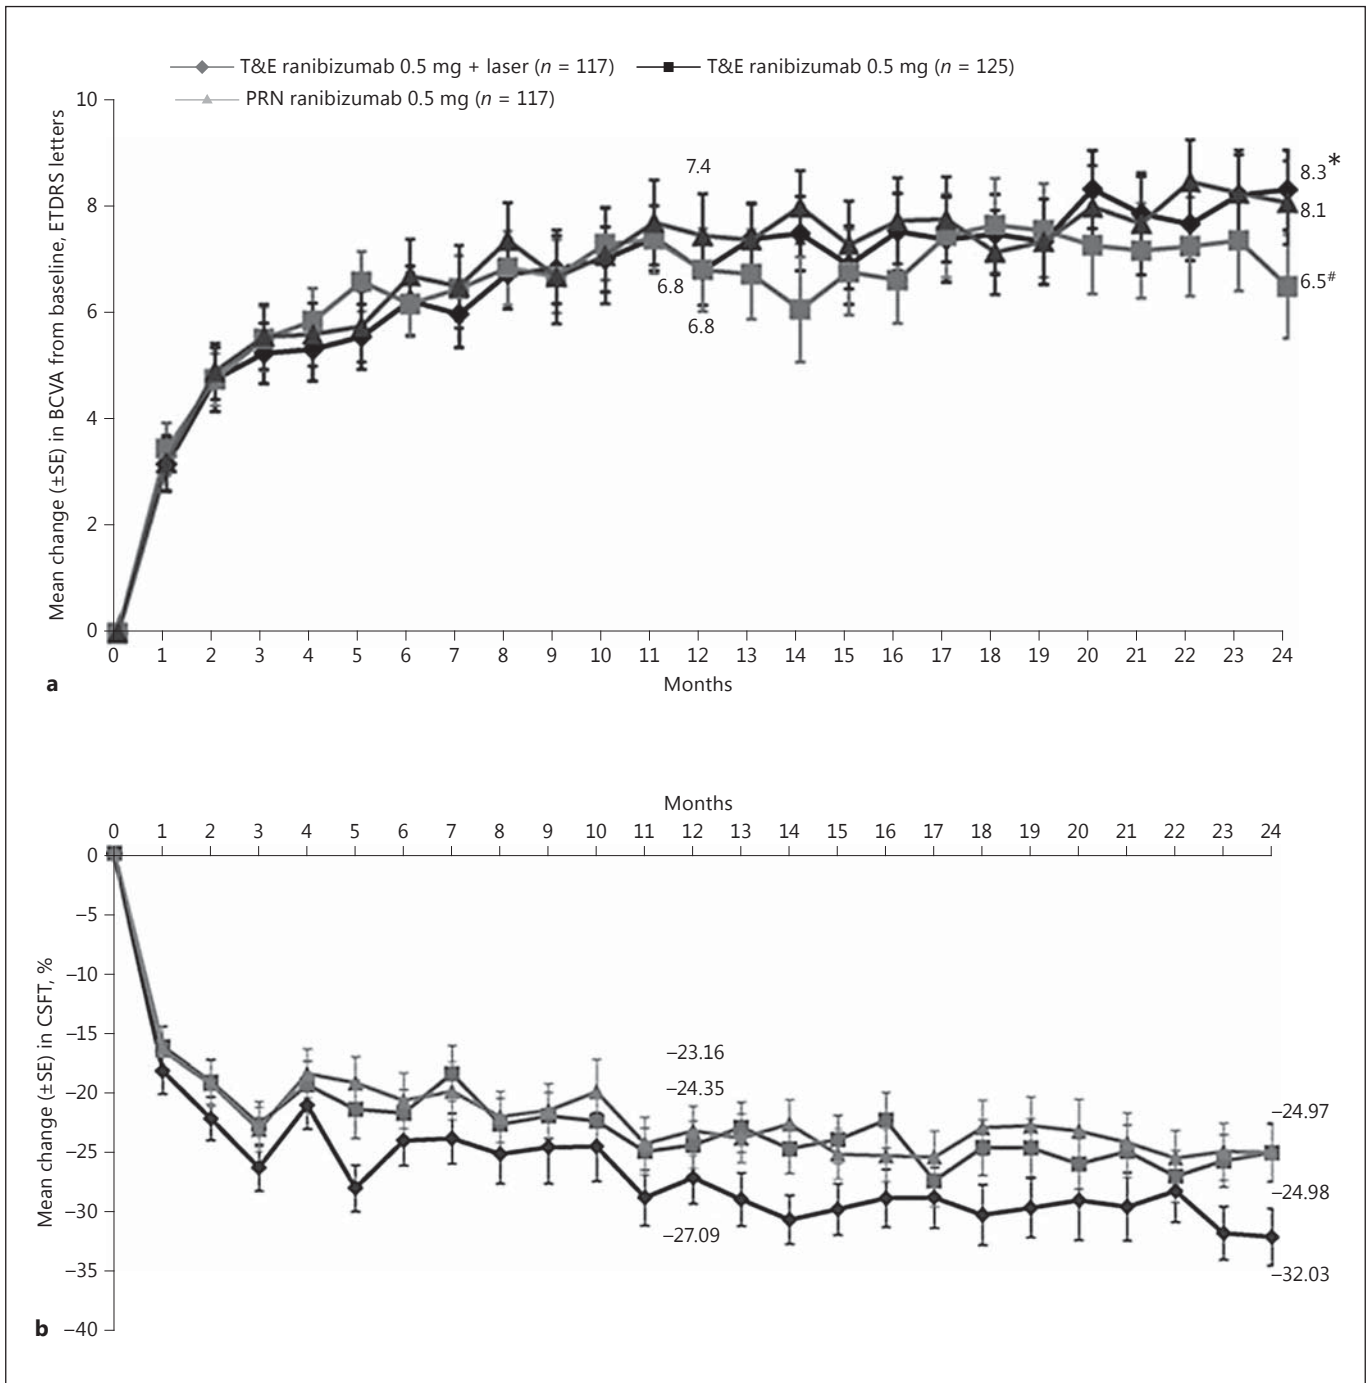 T&E ranibizumab 0.5 mg + laser (n = 117) T&E ranibizumab 0.5 mg (n = 125)
PRN ranibizumab 0.5 mg (n = 117)
Mean change (±SE) in BCVA from baseline, ETDRS letters
10
8
6
4
2
0
7.4
6.8
6.8
8.3*
8.1
6.5#
0 1 2 3 4 5 6 7 8 9 10 11 12 13 14 15 16 17 18 19 20 21 22 23 24
Months
a
Months
0 1 2 3 4 5 6 7 8 9 10 11 12 13 14 15 16 17 18 19 20 21 22 23 24
Mean change (±SE) in CSFT, %
0
–5
–10
–15
–20
–25
–30
–35
–40
–23.16
–24.35
–27.09
–24.97
–24.98
–32.03
b